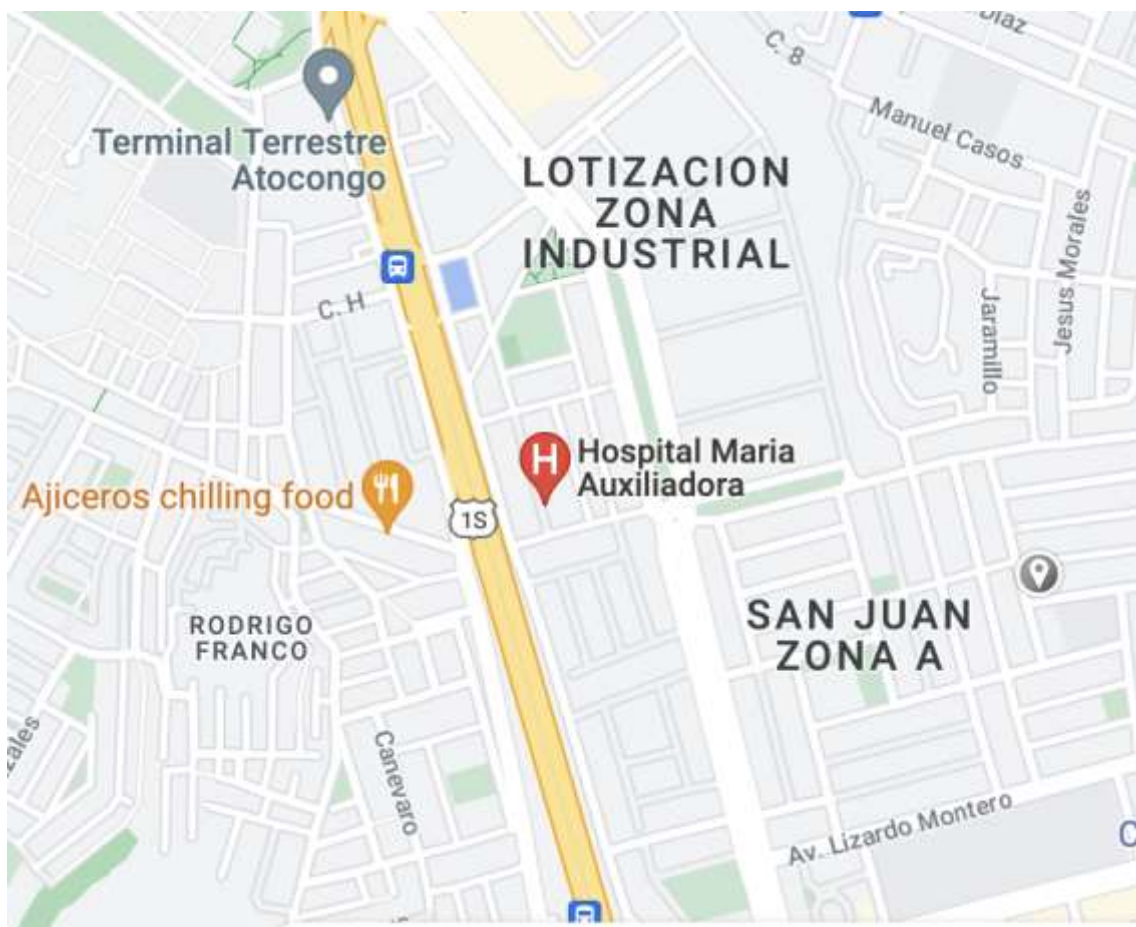 Diaz
C. 8
Manuel Casos
Terminal Terrestre
Atocongo
LOTIZACION
ZONA
INDUSTRIAL
Jesus Morales
C. H
Jaramillo
Hospital Maria
Auxiliadora
H
Ajiceros chilling food
1S
RODRIGO
FRANCO
SAN JUAN
ZONA A
Canevaro
zales
Av. Lizardo Montero
C